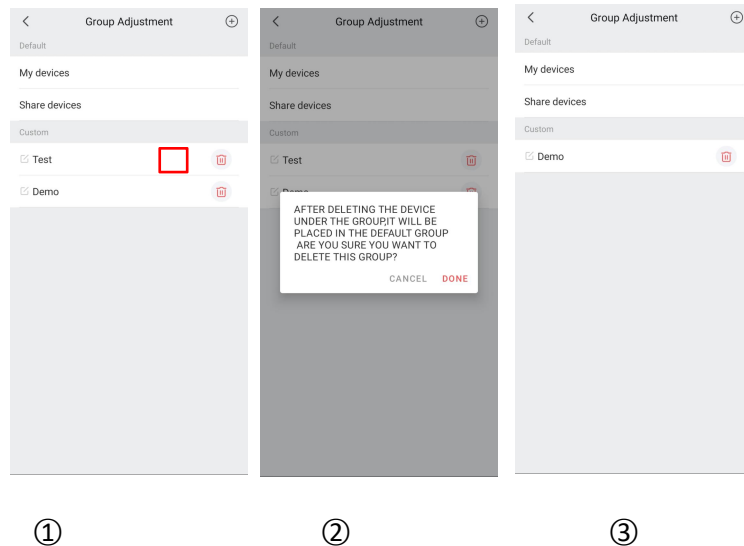 Group Adjustment
Default
My devices
Share devices
Custom
Test
Demo
Group Adjustment
Default
My devices
Share devices
Custom
Test
Demo
AFTER DELETING THE DEVICE
UNDER THE GROUP,IT WILL BE
PLACED IN THE DEFAULT GROUP
ARE YOU SURE YOU WANT TO
DELETE THIS GROUP?
CANCEL DONE
Group Adjustment
Default
My devices
Share devices
Custom
Demo
① ② ③